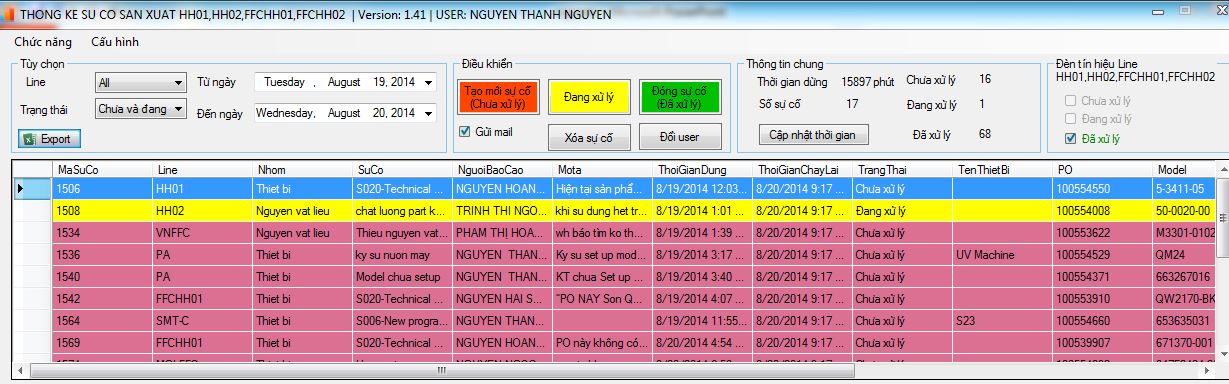 THONG KE SU CO SAN XUAT HH01,HH02,FFCHH01,FFCHH02 | Version: 1.41 | USER: NGUYEN THANH NGUYEN
Chức năng Cấu hình
Tùy chọn
Line All Từ ngày Tuesday , August 19, 2014
Trạng thái Chưa và đang Đến ngày Wednesday, August 20, 2014
Export
Điều khiển
Tạo mới sự cố (Chưa xử lý) Đang xử lý Đóng sự cố (Đã xử lý)
Gửi mail Xóa sự cố Đổi user
Thông tin chung
Thời gian dừng 15897 phút Chưa xử lý 16
Số sự cố 17 Đang xử lý 1
Cập nhật thời gian Đã xử lý 68
Đèn tín hiệu Line
HH01,HH02,FFCHH01,FFCHH02
Chưa xử lý
Đang xử lý
Đã xử lý
MaSuCo Line Nhom SuCo NguoiBaoCao Mota ThoiGianDung ThoiGianChayLai TrangThai TenThietBi PO Model
1506 HH01 Thiet bi S020-Technical ... NGUYEN HOAN... Hiện tại sản phẩ... 8/19/2014 12:03... 8/20/2014 9:17 ... Chưa xử lý 100554550 5-3411-05
1508 HH02 Nguyen vat lieu chat luong part k... TRINH THI NGO... khi su dung het tr... 8/19/2014 1:01 ... 8/20/2014 9:17 ... Đang xử lý 100554008 50-0020-00
1534 VNFFC Nguyen vat lieu Thieu nguyen vat... PHAM THỊ HOA... wh báo tìm ko th... 8/19/2014 1:39 ... 8/20/2014 9:17 ... Chưa xử lý 100553622 M3301-0102
1536 PA Thiet bi ky su nuon may NGUYEN THAN... Ky su set up mod... 8/19/2014 3:17 ... 8/20/2014 9:17 ... Chưa xử lý UV Machine 100554529 QM24
1540 PA Thiet bi Model chua setup NGUYEN THAN... KT chua Set up ... 8/19/2014 3:40 ... 8/20/2014 9:17 ... Chưa xử lý 100554371 663267016
1542 FFCHH01 Thiet bi S020-Technical ... NGUYEN HAI S... "PO NAY Son Q... 8/19/2014 4:07 ... 8/20/2014 9:17 ... Chưa xử lý 100553910 QW2170-BK
1564 SMT-C Thiet bi S006-New progra... NGUYEN THAN... 8/19/2014 11:55... 8/20/2014 9:17 ... Chưa xử lý S23 100554660 653635031
1569 FFCHH01 Thiet bi S020-Technical ... NGUYEN HOAN... PO này không có... 8/20/2014 4:54 ... 8/20/2014 9:17 ... Chưa xử lý 100539907 671370-001